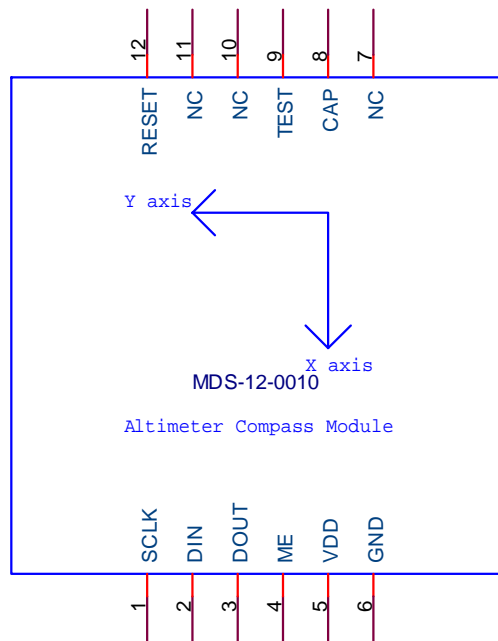 12 11 10 9 8 7
RESET NC NC TEST CAP NC
Y axis
X axis
MDS-12-0010
Altimeter Compass Module
SCLK DIN DOUT ME VDD GND
1 2 3 4 5 6